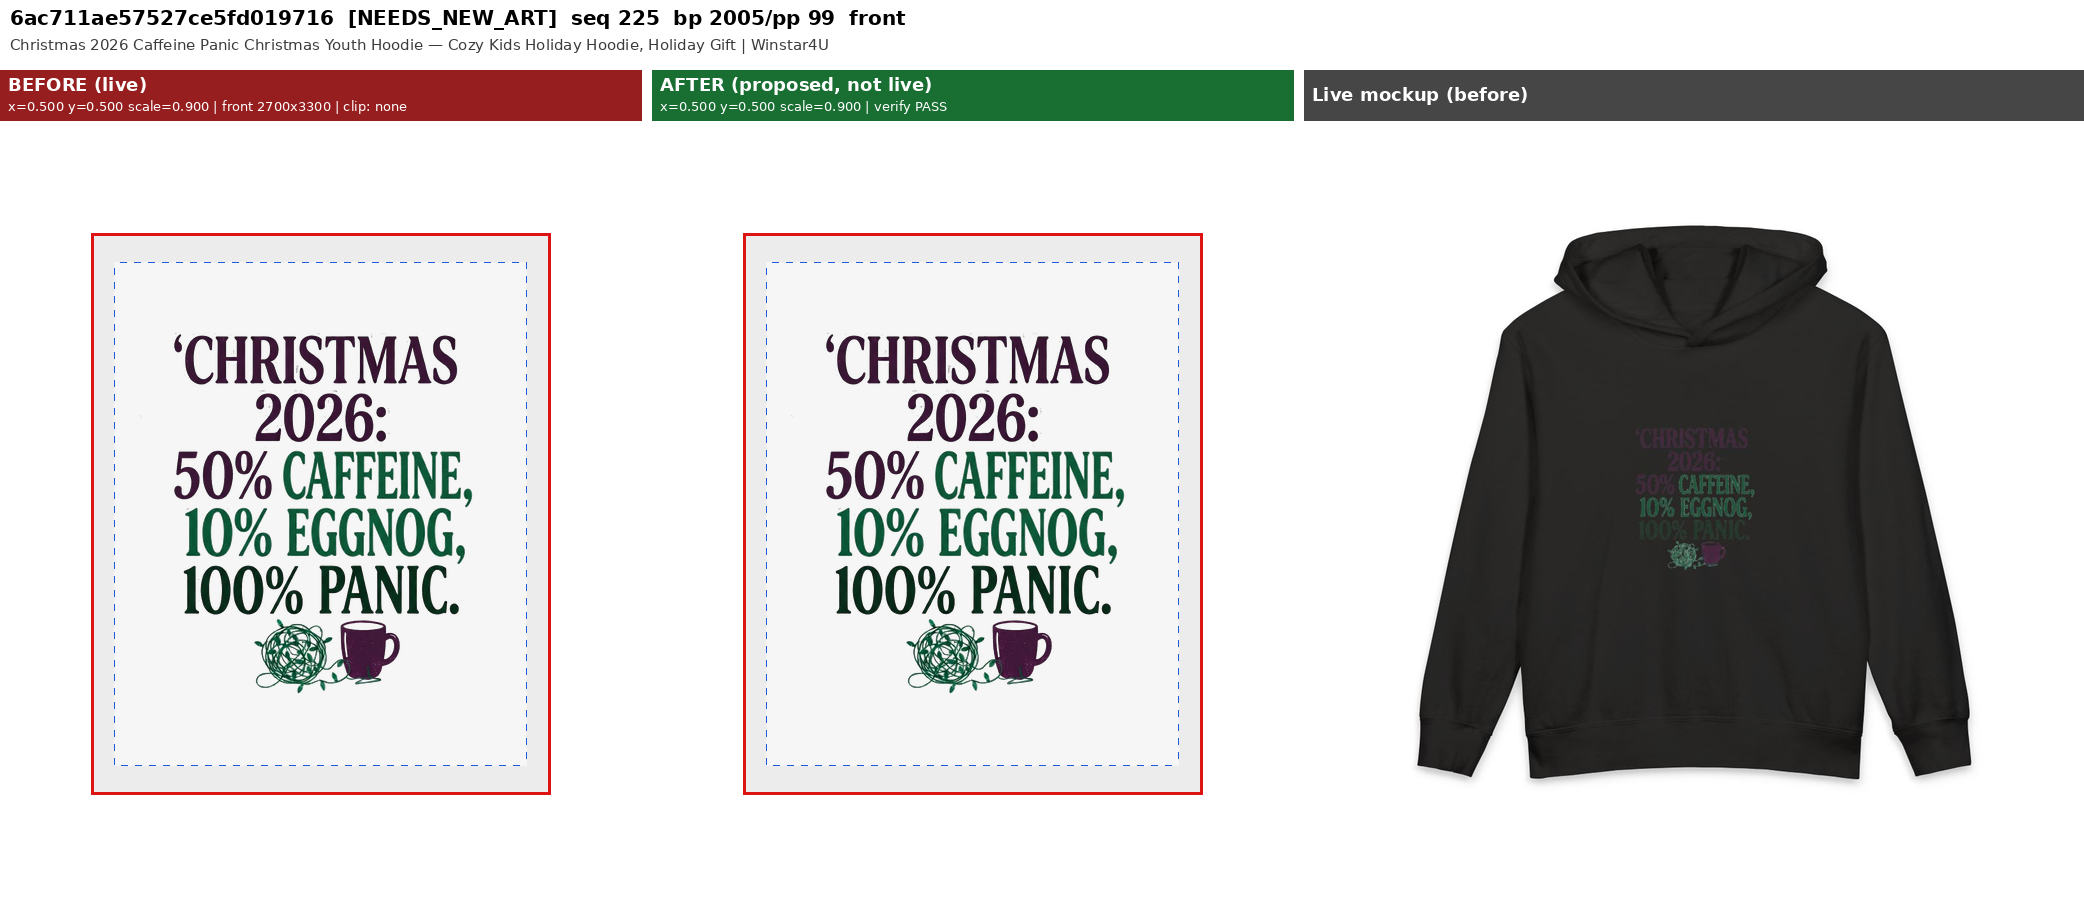 6ac711ae57527ce5fd019716 [NEEDS_NEW_ART] seq 225 bp 2005/pp 99 front
Christmas 2026 Caffeine Panic Christmas Youth Hoodie — Cozy Kids Holiday Hoodie, Holiday Gift | Winstar4U
BEFORE (live)
x=0.500 y=0.500 scale=0.900 | front 2700x3300 | clip: none
AFTER (proposed, not live)
x=0.500 y=0.500 scale=0.900 | verify PASS
Live mockup (before)
‘CHRISTMAS
2026:
50% CAFFEINE,
10% EGGNOG,
100% PANIC.
‘CHRISTMAS
2026:
50% CAFFEINE,
10% EGGNOG,
100% PANIC.
‘CHRISTMAS
2026:
50% CAFFEINE,
10% EGGNOG,
100% PANIC.